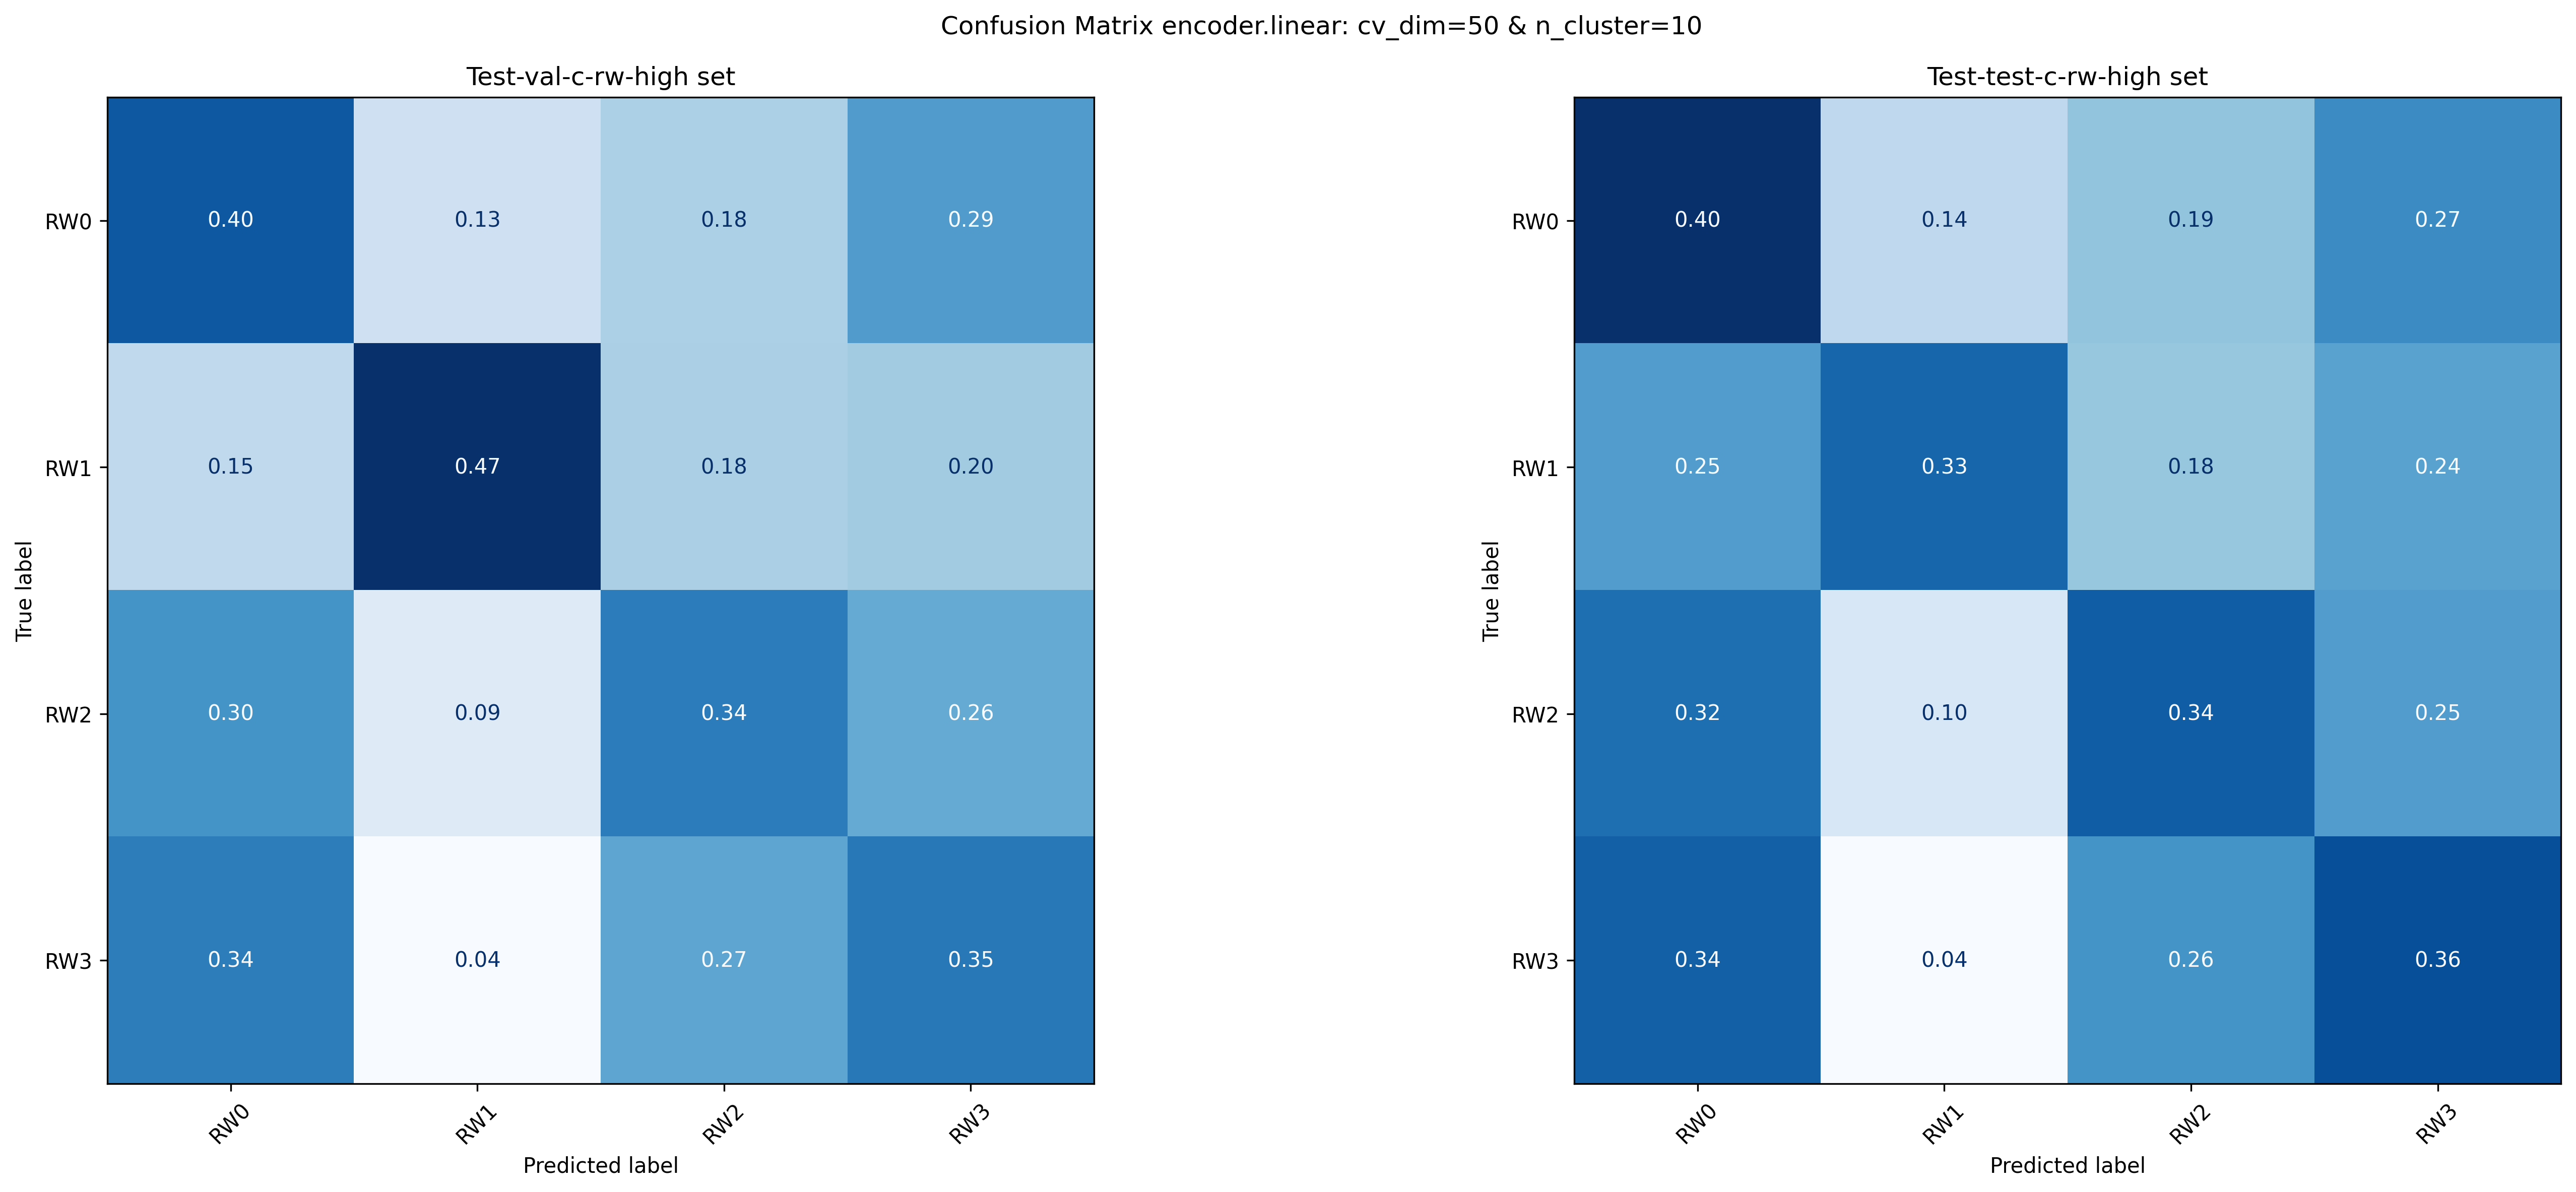 Confusion Matrix encoder.linear: cv_dim=50 & n_cluster=10
Test-val-c-rw-high set
True label
RW0 0.40 0.13 0.18 0.29
RW1 0.15 0.47 0.18 0.20
RW2 0.30 0.09 0.34 0.26
RW3 0.34 0.04 0.27 0.35
RW0 RW1 RW2 RW3
Predicted label
Test-test-c-rw-high set
True label
RW0 0.40 0.14 0.19 0.27
RW1 0.25 0.33 0.18 0.24
RW2 0.32 0.10 0.34 0.25
RW3 0.34 0.04 0.26 0.36
RW0 RW1 RW2 RW3
Predicted label